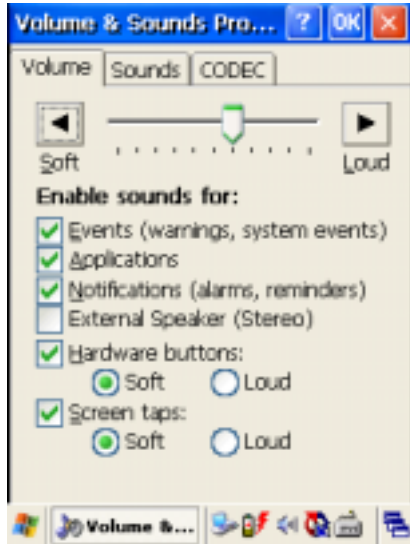 Volume & Sounds Pro... ? OK
Volume Sounds CODEC
Soft Loud
Enable sounds for:
Events (warnings, system events)
Applications
Notifications (alarms, reminders)
External Speaker (Stereo)
Hardware buttons:
Soft Loud
Screen taps:
Soft Loud
Volume &...